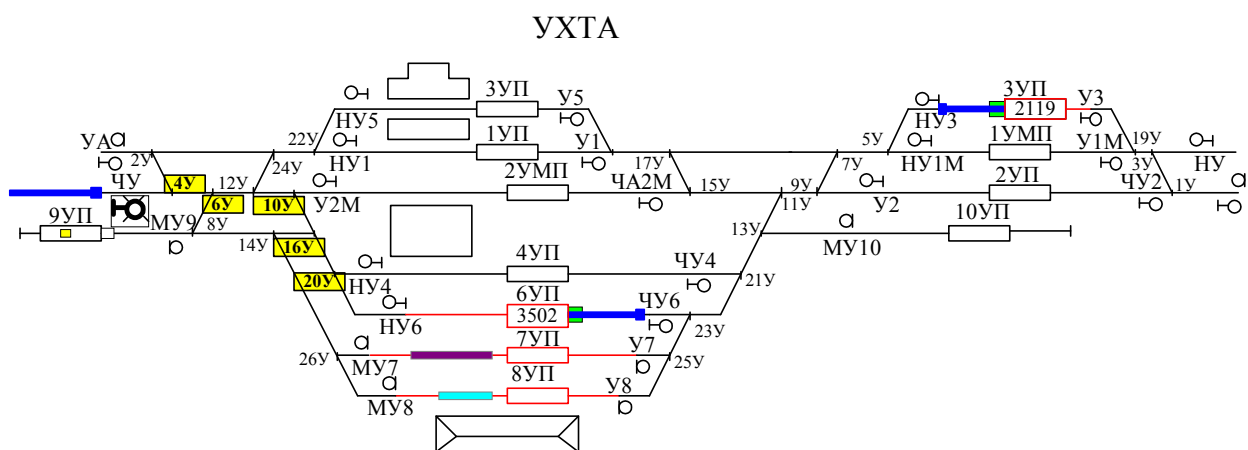 УХТА
3УП
У5
НУ5
3УП
2119
У3
НУ3
УА
2У
22У
24У
НУ1
1УП
У1
17У
5У
7У
НУ1М
1УМП
У1М
19У
3У
НУ
ЧУ
4У
12У
6У
10У
У2М
2УМП
ЧА2М
15У
9У
11У
У2
2УП
ЧУ2
1У
9УП
МУ9
8У
14У
16У
13У
МУ10
10УП
20У
НУ4
4УП
ЧУ4
21У
НУ6
6УП
3502
ЧУ6
23У
26У
МУ7
7УП
У7
25У
МУ8
8УП
У8